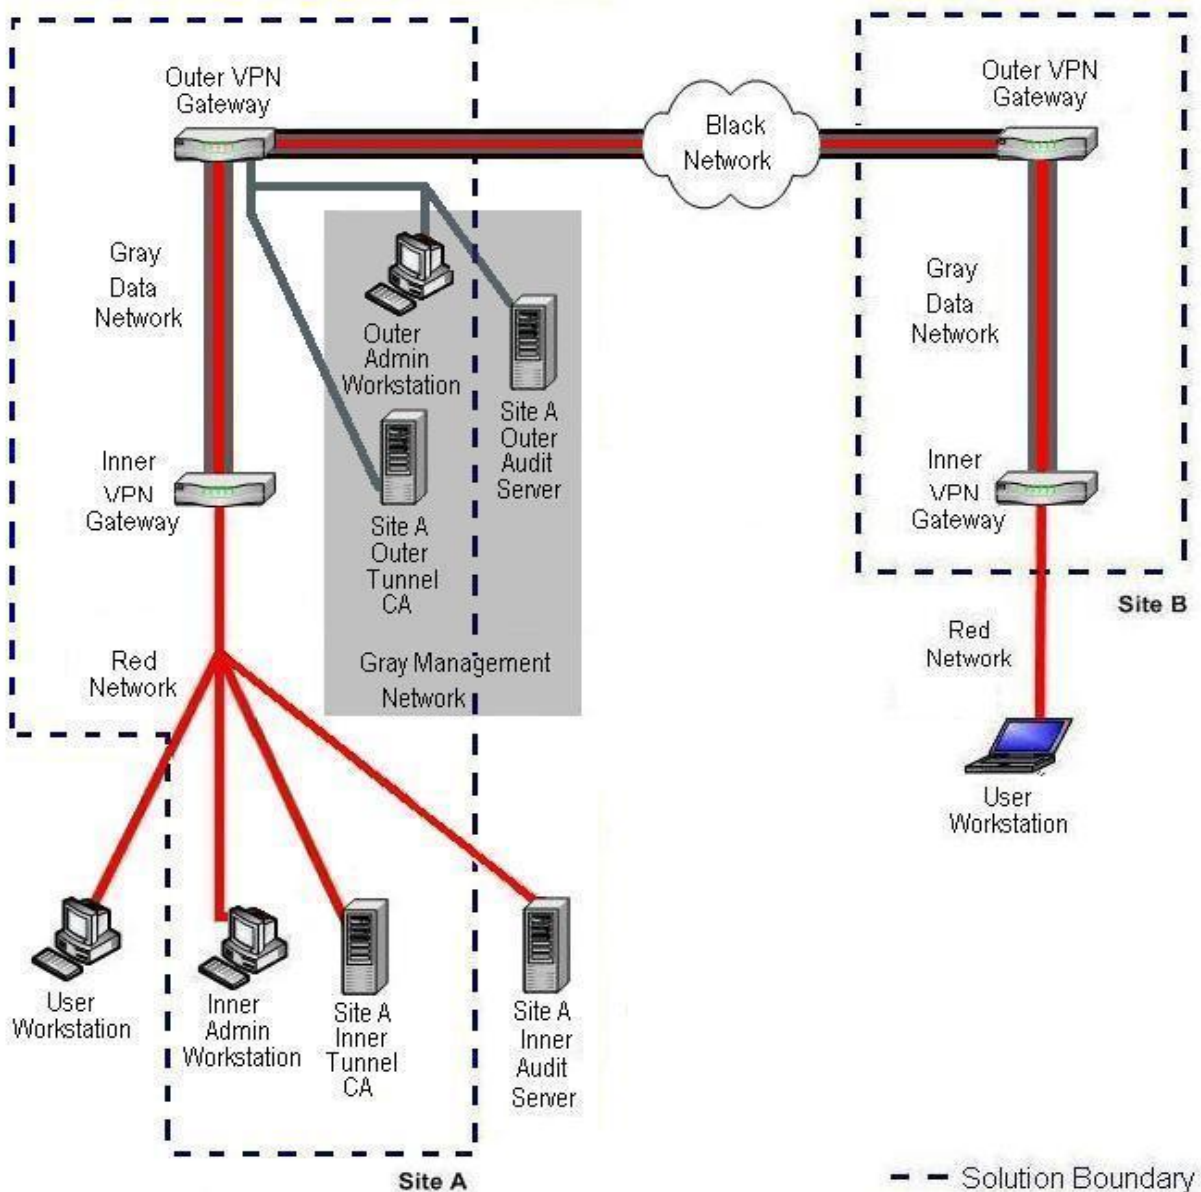 Outer VPN
Gateway
Black
Network
Outer VPN
Gateway
Gray
Data
Network
Outer
Admin
Workstation
Site A
Outer
Audit
Server
Gray
Data
Network
Inner
VPN
Gateway
Site A
Outer
Tunnel
CA
Inner
VPN
Gateway
Site B
Red
Network
Gray Management
Network
Red
Network
User
Workstation
User
Workstation
Inner
Admin
Workstation
Site A
Inner
Tunnel
CA
Site A
Inner
Audit
Server
Site A
Solution Boundary